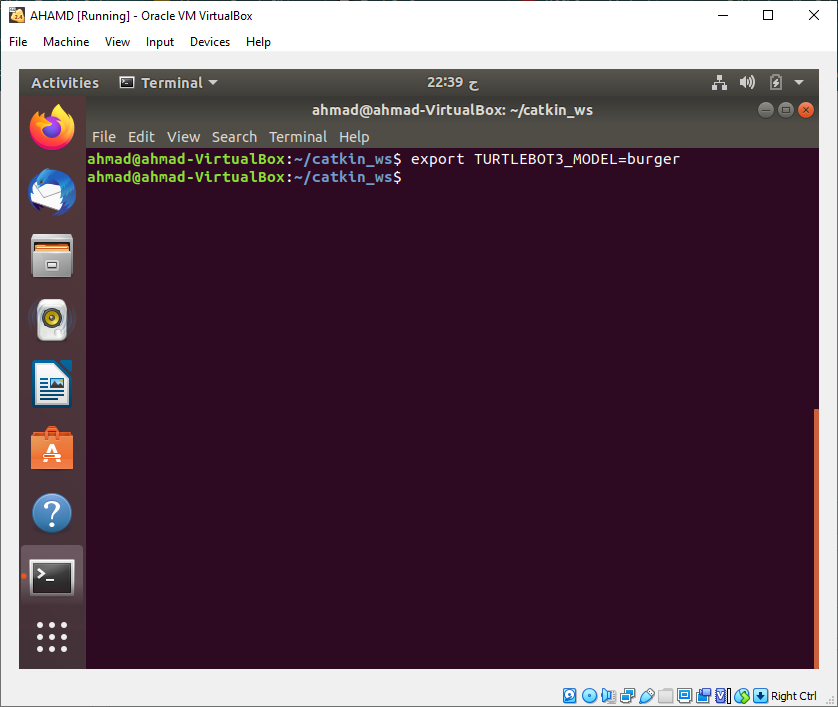 AHAMD [Running] - Oracle VM VirtualBox
File Machine View Input Devices Help
Activities Terminal 22:39 ح
ahmad@ahmad-VirtualBox: ~/catkin_ws
File Edit View Search Terminal Help
ahmad@ahmad-VirtualBox:~/catkin_ws$ export TURTLEBOT3_MODEL=burger
ahmad@ahmad-VirtualBox:~/catkin_ws$
Right Ctrl